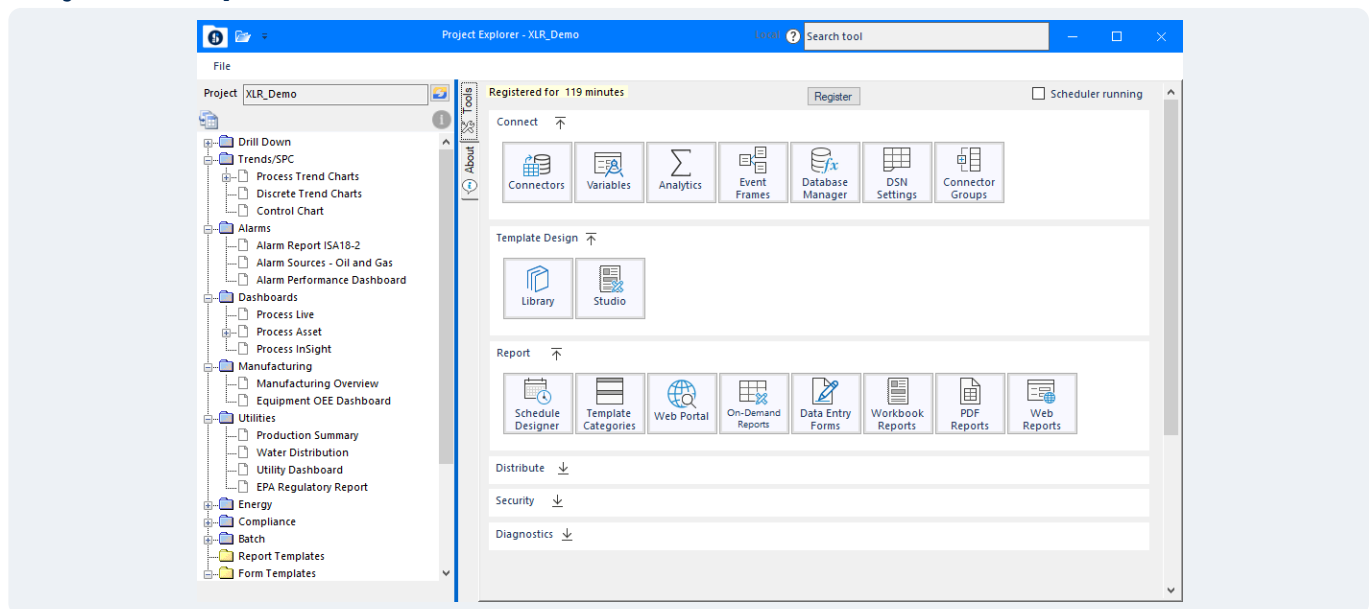 Project Explorer - XLR_Demo
Local
Search tool
File
Project XLR_Demo
Drill Down
Trends/SPC
Process Trend Charts
Discrete Trend Charts
Control Chart
Alarms
Alarm Report ISA18-2
Alarm Sources - Oil and Gas
Alarm Performance Dashboard
Dashboards
Process Live
Process Asset
Process InSight
Manufacturing
Manufacturing Overview
Equipment OEE Dashboard
Utilities
Production Summary
Water Distribution
Utility Dashboard
EPA Regulatory Report
Energy
Compliance
Batch
Report Templates
Form Templates
Tools
About
Registered for 119 minutes
Register
Scheduler running
Connect
Connectors
Variables
Analytics
Event
Frames
Database
Manager
DSN
Settings
Connector
Groups
Template Design
Library
Studio
Report
Schedule
Designer
Template
Categories
Web Portal
On-Demand
Reports
Data Entry
Forms
Workbook
Reports
PDF
Reports
Web
Reports
Distribute
Security
Diagnostics